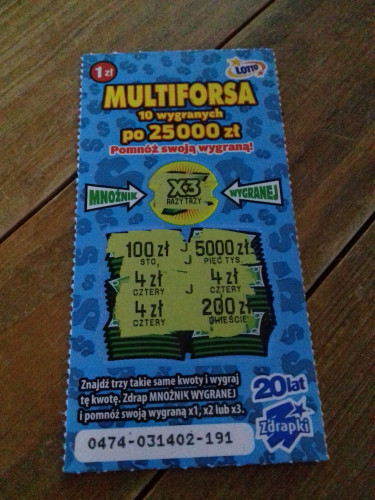 1 zł
LOTTO
MULTIFORSA
10 wygranych
po 25000 zł
Pomnóż swoją wygraną!
MNOŻNIK
X3
RAZYTRZY
WYGRANEJ
100 zł 5000 zł
STO, PIĘĆ TYS.
4 zł 4 zł
CZTERY CZTERY
4 zł 200 zł
CZTERY DWIEŚCIE
Znajdź trzy takie same kwoty i wygraj
tę kwotę. Zdrap MNOŻNIK WYGRANEJ
i pomnóż swoją wygraną x1, x2 lub x3.
20 lat
Zdrapki
0474-031402-191